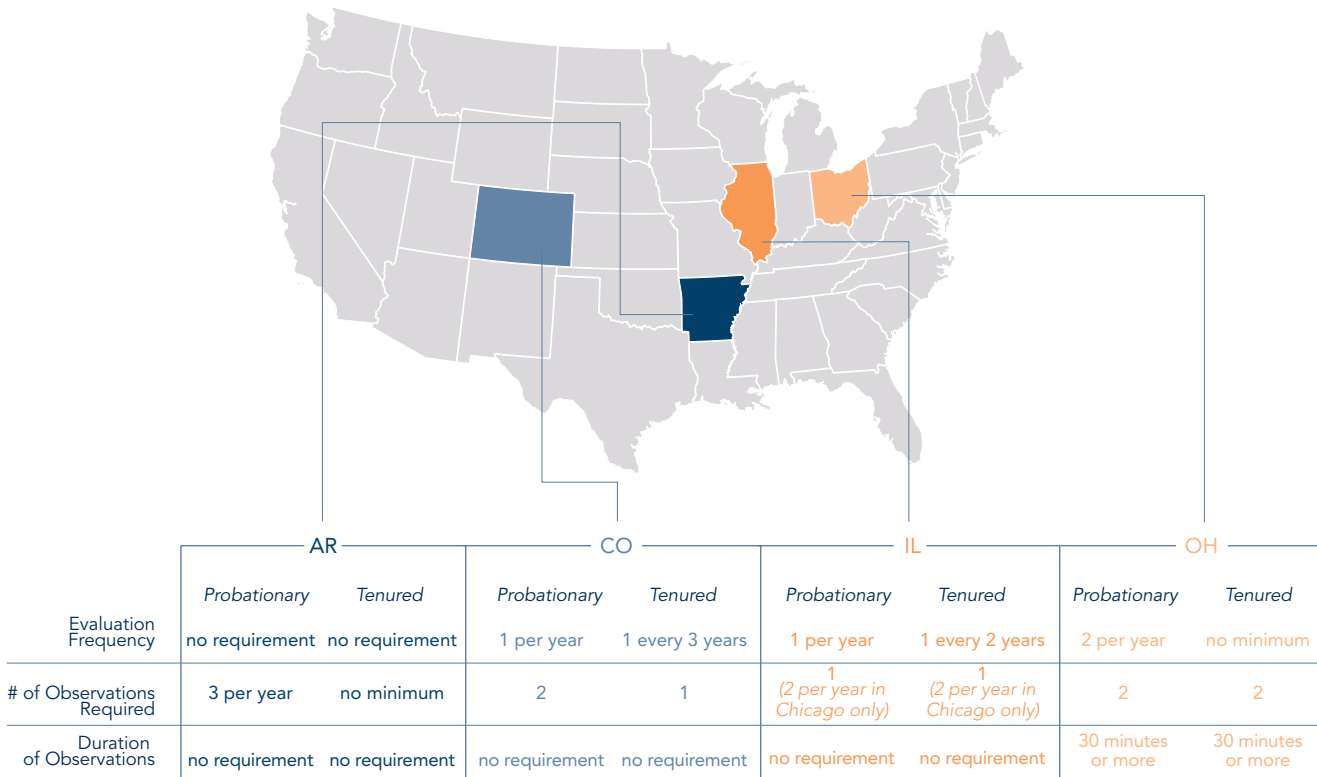 AR
CO
IL
OH
Probationary
Tenured
Probationary
Tenured
Probationary
Tenured
Probationary
Tenured
Evaluation
Frequency
no requirement
no requirement
1 per year
1 every 3 years
1 per year
1 every 2 years
2 per year
no minimum
# of Observations
Required
3 per year
no minimum
2
1
1
(2 per year in
Chicago only)
1
(2 per year in
Chicago only)
2
2
Duration
of Observations
no requirement
no requirement
no requirement
no requirement
no requirement
no requirement
30 minutes
or more
30 minutes
or more